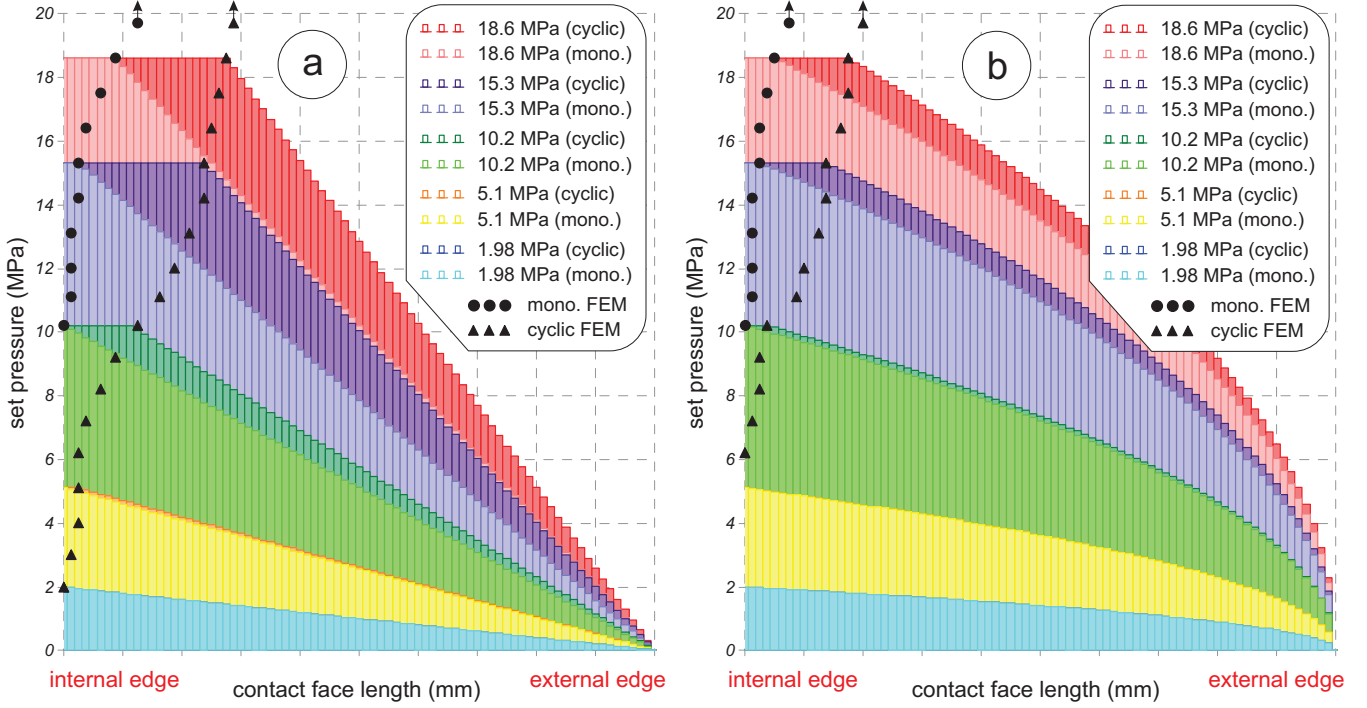 a
20
18
16
14
12
10
8
6
4
2
0
set pressure (MPa)
18.6 MPa (cyclic)
18.6 MPa (mono.)
15.3 MPa (cyclic)
15.3 MPa (mono.)
10.2 MPa (cyclic)
10.2 MPa (mono.)
5.1 MPa (cyclic)
5.1 MPa (mono.)
1.98 MPa (cyclic)
1.98 MPa (mono.)
mono. FEM
cyclic FEM
internal edge
contact face length (mm)
external edge
b
20
18
16
14
12
10
8
6
4
2
0
set pressure (MPa)
18.6 MPa (cyclic)
18.6 MPa (mono.)
15.3 MPa (cyclic)
15.3 MPa (mono.)
10.2 MPa (cyclic)
10.2 MPa (mono.)
5.1 MPa (cyclic)
5.1 MPa (mono.)
1.98 MPa (cyclic)
1.98 MPa (mono.)
mono. FEM
cyclic FEM
internal edge
contact face length (mm)
external edge